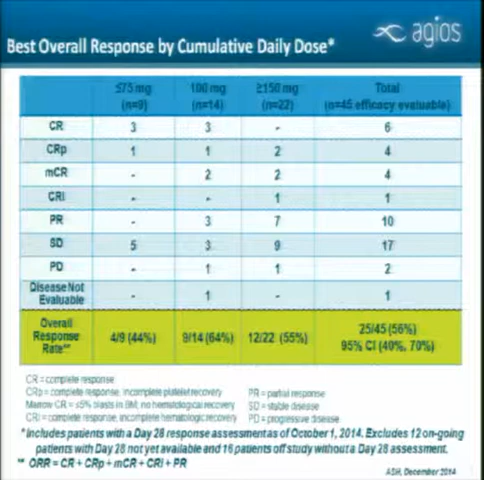 agios
Best Overall Response by Cumulative Daily Dose*
≤75 mg (n=9) 100 mg (n=14) ≥150 mg (n=22) Total (n=45 efficacy evaluable)
CR 3 3 - 6
CRp 1 1 2 4
mCR - 2 2 4
CRi - - 1 1
PR - 3 7 10
SD 5 3 9 17
PD - 1 1 2
Disease Not Evaluable - 1 - 1
Overall Response Rate** 4/9 (44%) 9/14 (64%) 12/22 (55%) 25/45 (56%) 95% CI (40%, 70%)
CR = complete response
CRp = complete response, incomplete platelet recovery PR = partial response
Marrow CR = ≤5% blasts in BM; no hematological recovery SD = stable disease
CRi = complete response, incomplete hematologic recovery PD = progressive disease
*Includes patients with a Day 28 response assessment as of October 1, 2014. Excludes 12 on-going
patients with Day 28 not yet available and 16 patients off study without a Day 28 assessment.
** ORR = CR + CRp + mCR + CRi + PR
ASH, December 2014